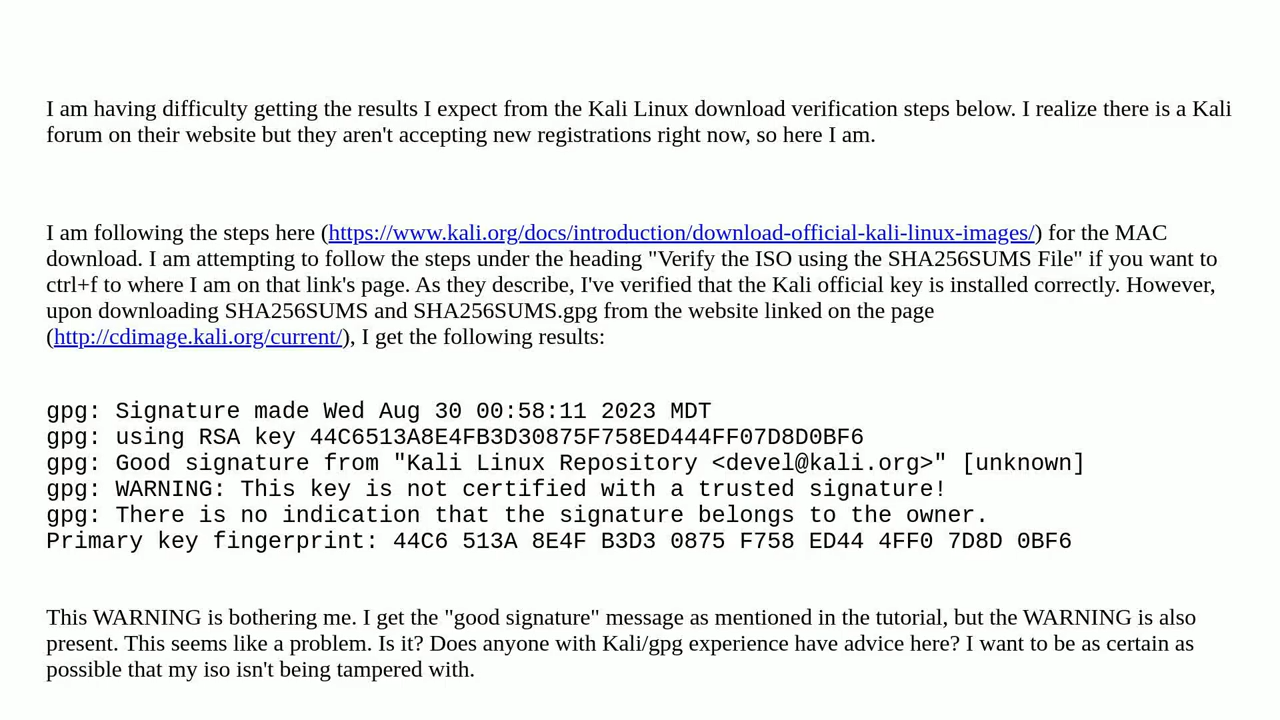 I am having difficulty getting the results I expect from the Kali Linux download verification steps below. I realize there is a Kali
forum on their website but they aren't accepting new registrations right now, so here I am.
I am following the steps here (https://www.kali.org/docs/introduction/download-official-kali-linux-images/) for the MAC
download. I am attempting to follow the steps under the heading "Verify the ISO using the SHA256SUMS File" if you want to
ctrl+f to where I am on that link's page. As they describe, I've verified that the Kali official key is installed correctly. However,
upon downloading SHA256SUMS and SHA256SUMS.gpg from the website linked on the page
(http://cdimage.kali.org/current/), I get the following results:
gpg: Signature made Wed Aug 30 00:58:11 2023 MDT
gpg: using RSA key 44C6513A8E4FB3D30875F758ED444FF07D8D0BF6
gpg: Good signature from "Kali Linux Repository <devel@kali.org>" [unknown]
gpg: WARNING: This key is not certified with a trusted signature!
gpg: There is no indication that the signature belongs to the owner.
Primary key fingerprint: 44C6 513A 8E4F B3D3 0875 F758 ED44 4FF0 7D8D 0BF6
This WARNING is bothering me. I get the "good signature" message as mentioned in the tutorial, but the WARNING is also
present. This seems like a problem. Is it? Does anyone with Kali/gpg experience have advice here? I want to be as certain as
possible that my iso isn't being tampered with.